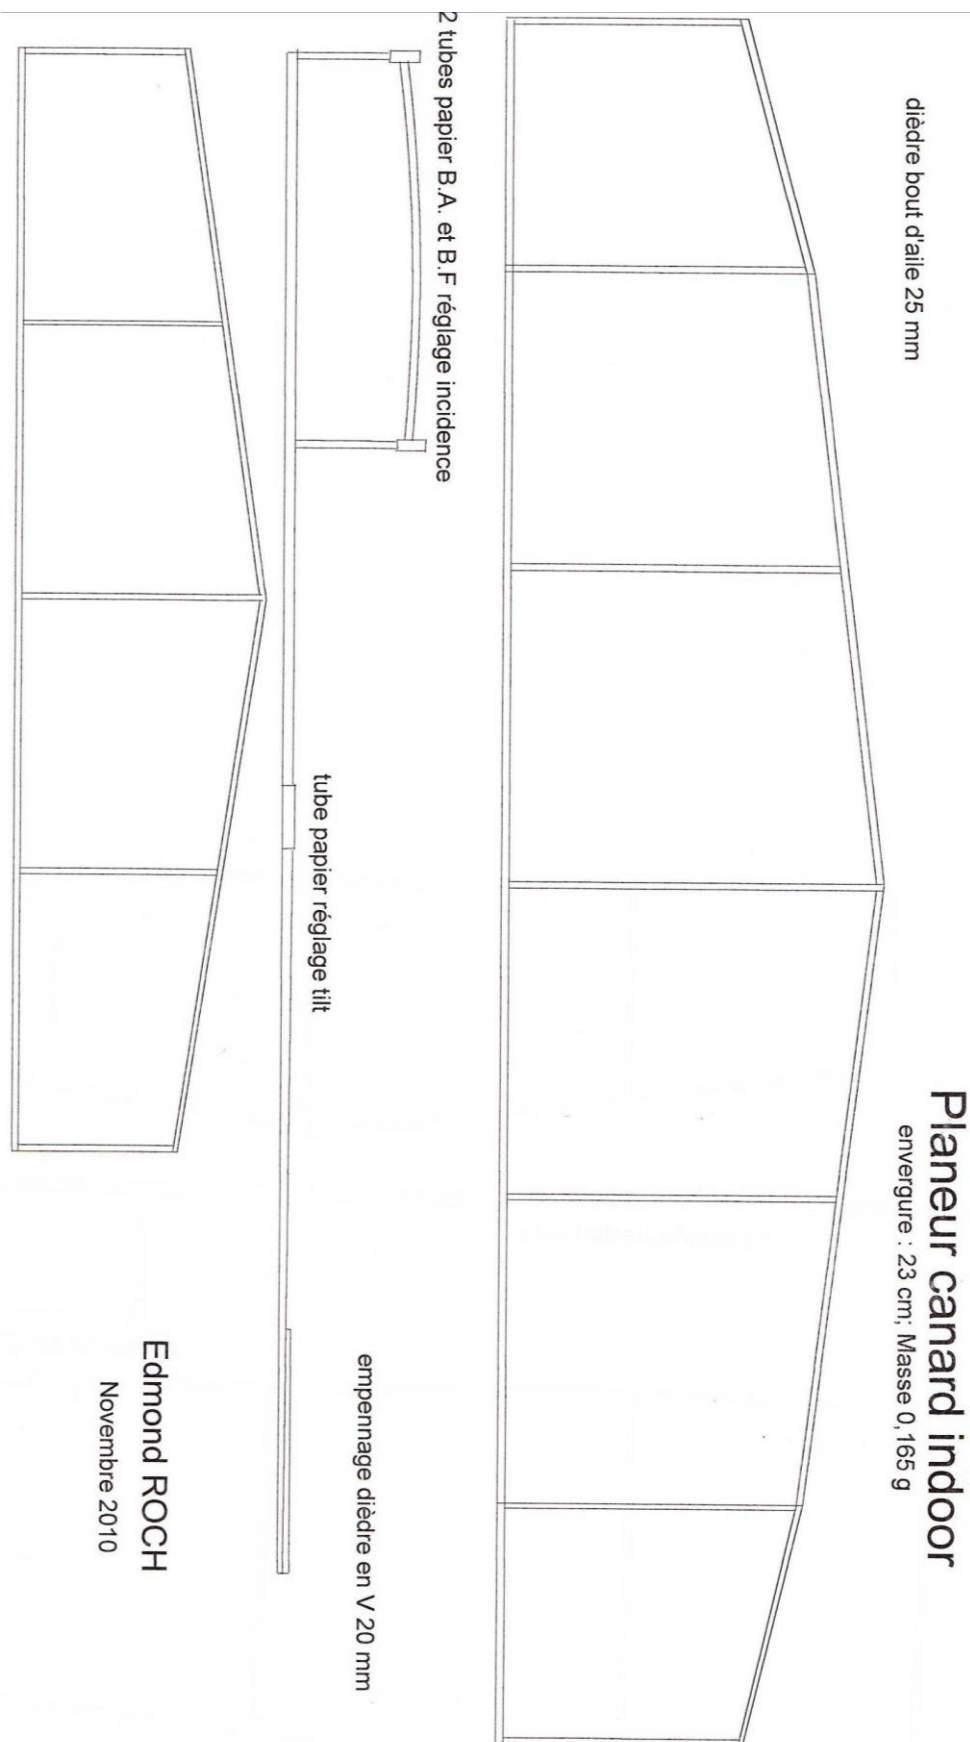 Planeur canard indoor
envergure : 23 cm; Masse 0,165 g
dièdre bout d'aile 25 mm
2 tubes papier B.A. et B.F réglage incidence
tube papier réglage tilt
empennage dièdre en V 20 mm
Edmond ROCH
Novembre 2010